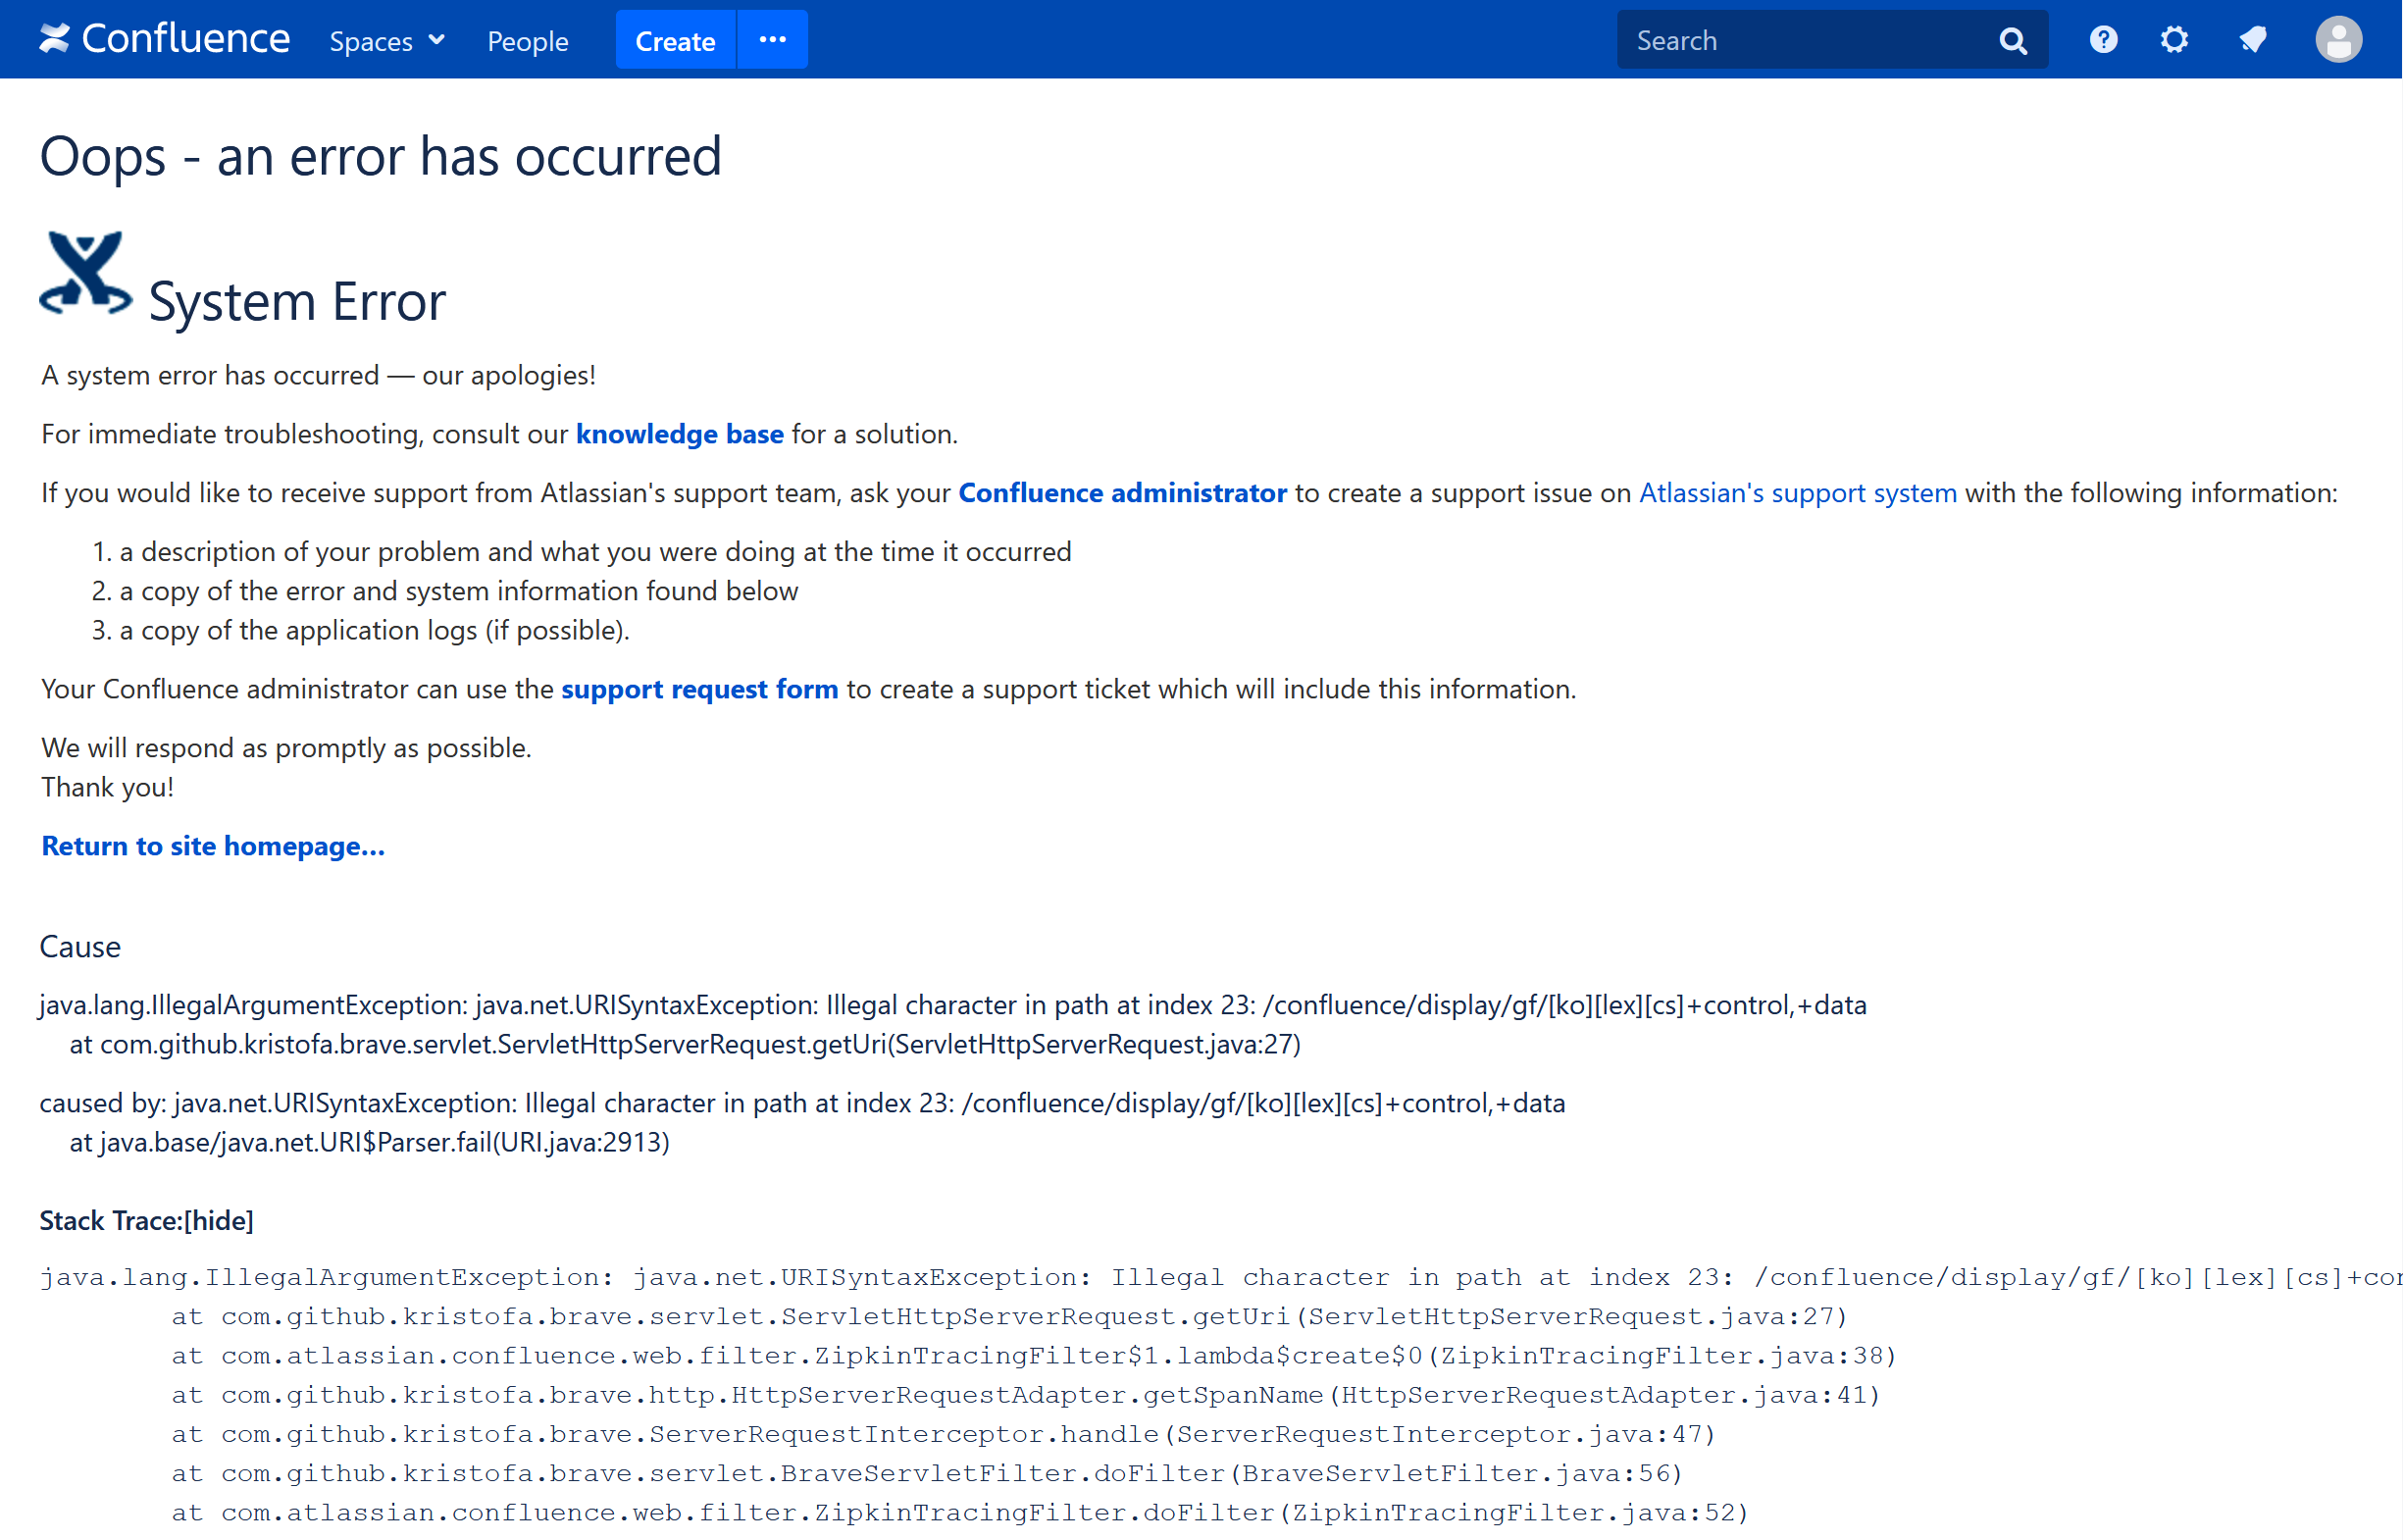 Confluence Spaces People Create ••• Search
Oops - an error has occurred
System Error
A system error has occurred — our apologies!
For immediate troubleshooting, consult our knowledge base for a solution.
If you would like to receive support from Atlassian's support team, ask your Confluence administrator to create a support issue on Atlassian's support system with the following information:
1. a description of your problem and what you were doing at the time it occurred
2. a copy of the error and system information found below
3. a copy of the application logs (if possible).
Your Confluence administrator can use the support request form to create a support ticket which will include this information.
We will respond as promptly as possible.
Thank you!
Return to site homepage…
Cause
java.lang.IllegalArgumentException: java.net.URISyntaxException: Illegal character in path at index 23: /confluence/display/gf/[ko][lex][cs]+control,+data
at com.github.kristofa.brave.servlet.ServletHttpServerRequest.getUri(ServletHttpServerRequest.java:27)
caused by: java.net.URISyntaxException: Illegal character in path at index 23: /confluence/display/gf/[ko][lex][cs]+control,+data
at java.base/java.net.URI$Parser.fail(URI.java:2913)
Stack Trace:[hide]
java.lang.IllegalArgumentException: java.net.URISyntaxException: Illegal character in path at index 23: /confluence/display/gf/[ko][lex][cs]+con
at com.github.kristofa.brave.servlet.ServletHttpServerRequest.getUri(ServletHttpServerRequest.java:27)
at com.atlassian.confluence.web.filter.ZipkinTracingFilter$1.lambda$create$0(ZipkinTracingFilter.java:38)
at com.github.kristofa.brave.http.HttpServerRequestAdapter.getSpanName(HttpServerRequestAdapter.java:41)
at com.github.kristofa.brave.ServerRequestInterceptor.handle(ServerRequestInterceptor.java:47)
at com.github.kristofa.brave.servlet.BraveServletFilter.doFilter(BraveServletFilter.java:56)
at com.atlassian.confluence.web.filter.ZipkinTracingFilter.doFilter(ZipkinTracingFilter.java:52)